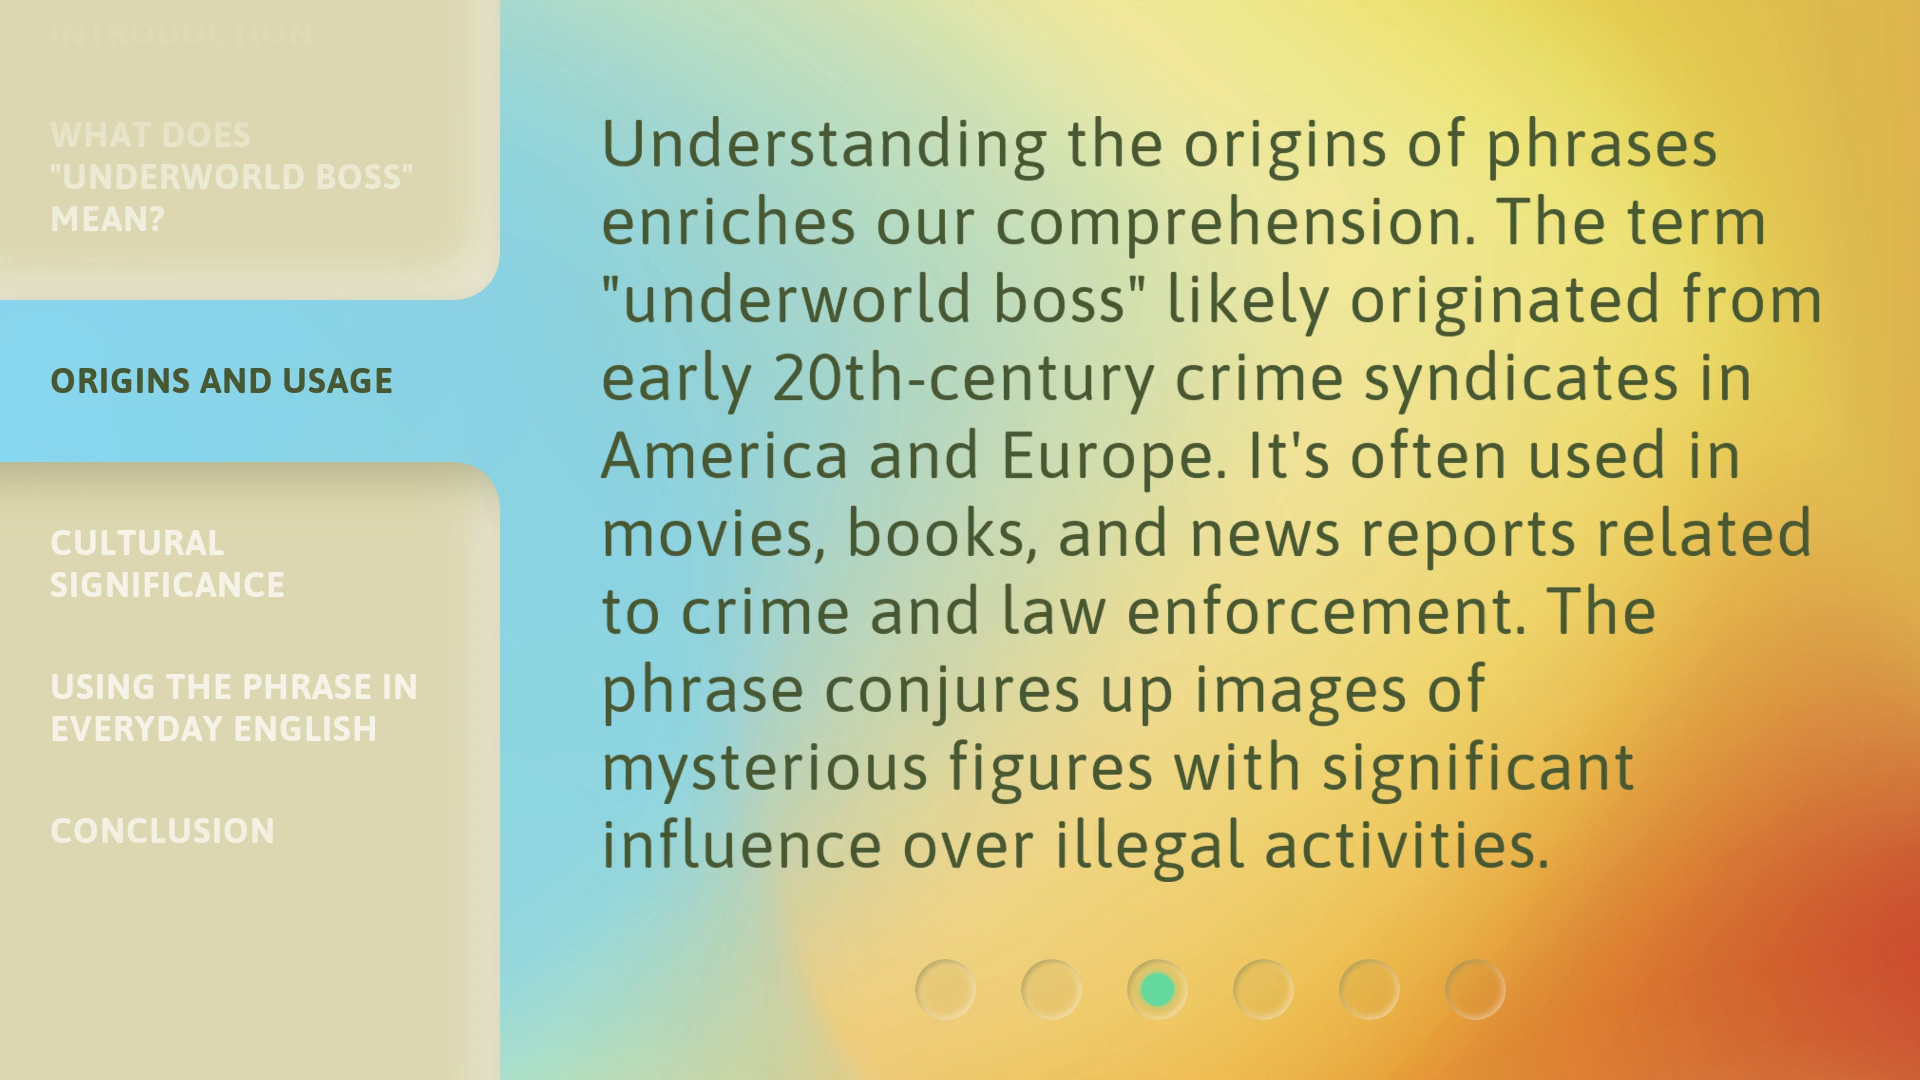 INTRODUCTION
WHAT DOES
"UNDERWORLD BOSS"
MEAN?
ORIGINS AND USAGE
CULTURAL
SIGNIFICANCE
USING THE PHRASE IN
EVERYDAY ENGLISH
CONCLUSION
Understanding the origins of phrases
enriches our comprehension. The term
"underworld boss" likely originated from
early 20th-century crime syndicates in
America and Europe. It's often used in
movies, books, and news reports related
to crime and law enforcement. The
phrase conjures up images of
mysterious figures with significant
influence over illegal activities.